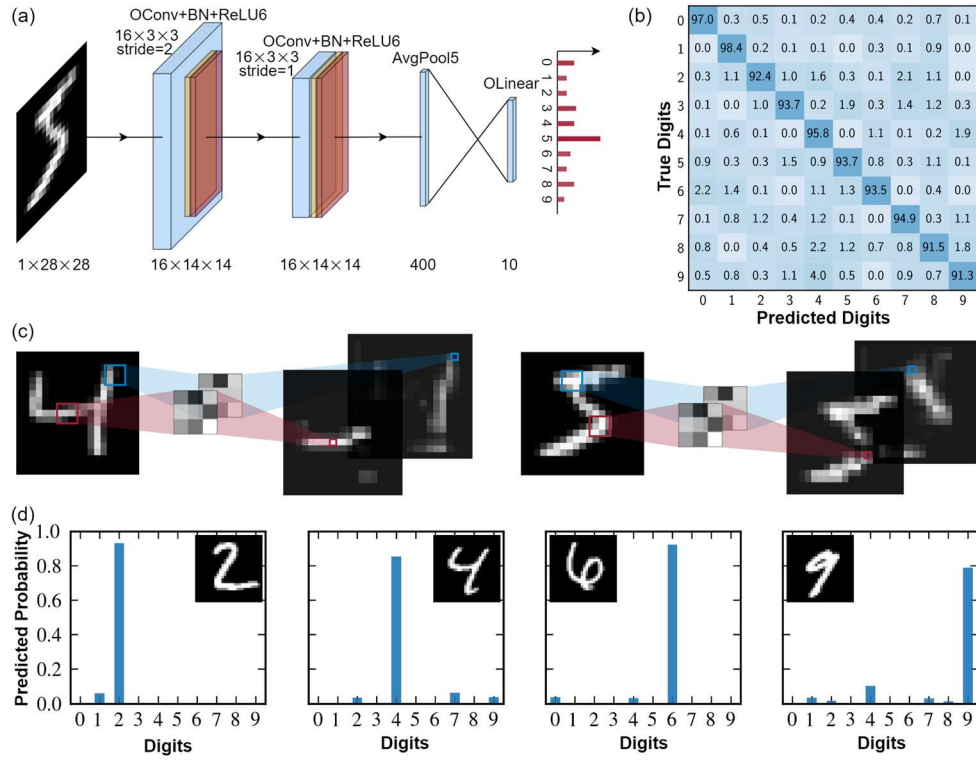 (a)
OConv+BN+ReLU6
16×3×3
stride=2
OConv+BN+ReLU6
16×3×3
stride=1
AvgPool5
OLinear
0
1
2
3
4
5
6
7
8
9
1×28×28
16×14×14
16×14×14
400
10
(b)
True Digits
0 97.0 0.3 0.5 0.1 0.1 0.2 0.8 0.2 0.7 0.1
1 0.0 98.4 0.2 0.1 0.1 0.0 0.3 0.1 0.9 0.0
2 0.3 1.1 92.4 1.0 1.6 0.3 0.1 2.1 1.1 0.0
3 0.1 0.0 1.0 93.7 0.2 1.9 0.3 1.4 1.2 0.3
4 0.1 0.6 0.1 0.0 95.8 0.0 1.1 0.1 0.2 1.9
5 0.9 0.3 0.3 1.5 0.9 93.7 0.8 0.3 1.1 0.1
6 2.2 1.4 0.1 0.0 1.1 1.3 93.5 0.0 0.4 0.0
7 0.1 0.8 1.2 0.4 1.2 0.1 0.0 94.9 0.3 1.1
8 0.8 0.0 0.4 0.5 2.2 1.2 0.7 0.8 91.5 1.8
9 0.5 0.8 0.3 1.1 4.0 0.5 0.0 0.9 0.7 91.3
0 1 2 3 4 5 6 7 8 9
Predicted Digits
(c)
(d)
Predicted Probability
1.0
0.8
0.6
0.4
0.2
0.0
2
4
6
9
0 1 2 3 4 5 6 7 8 9
0 1 2 3 4 5 6 7 8 9
0 1 2 3 4 5 6 7 8 9
0 1 2 3 4 5 6 7 8 9
Digits
Digits
Digits
Digits